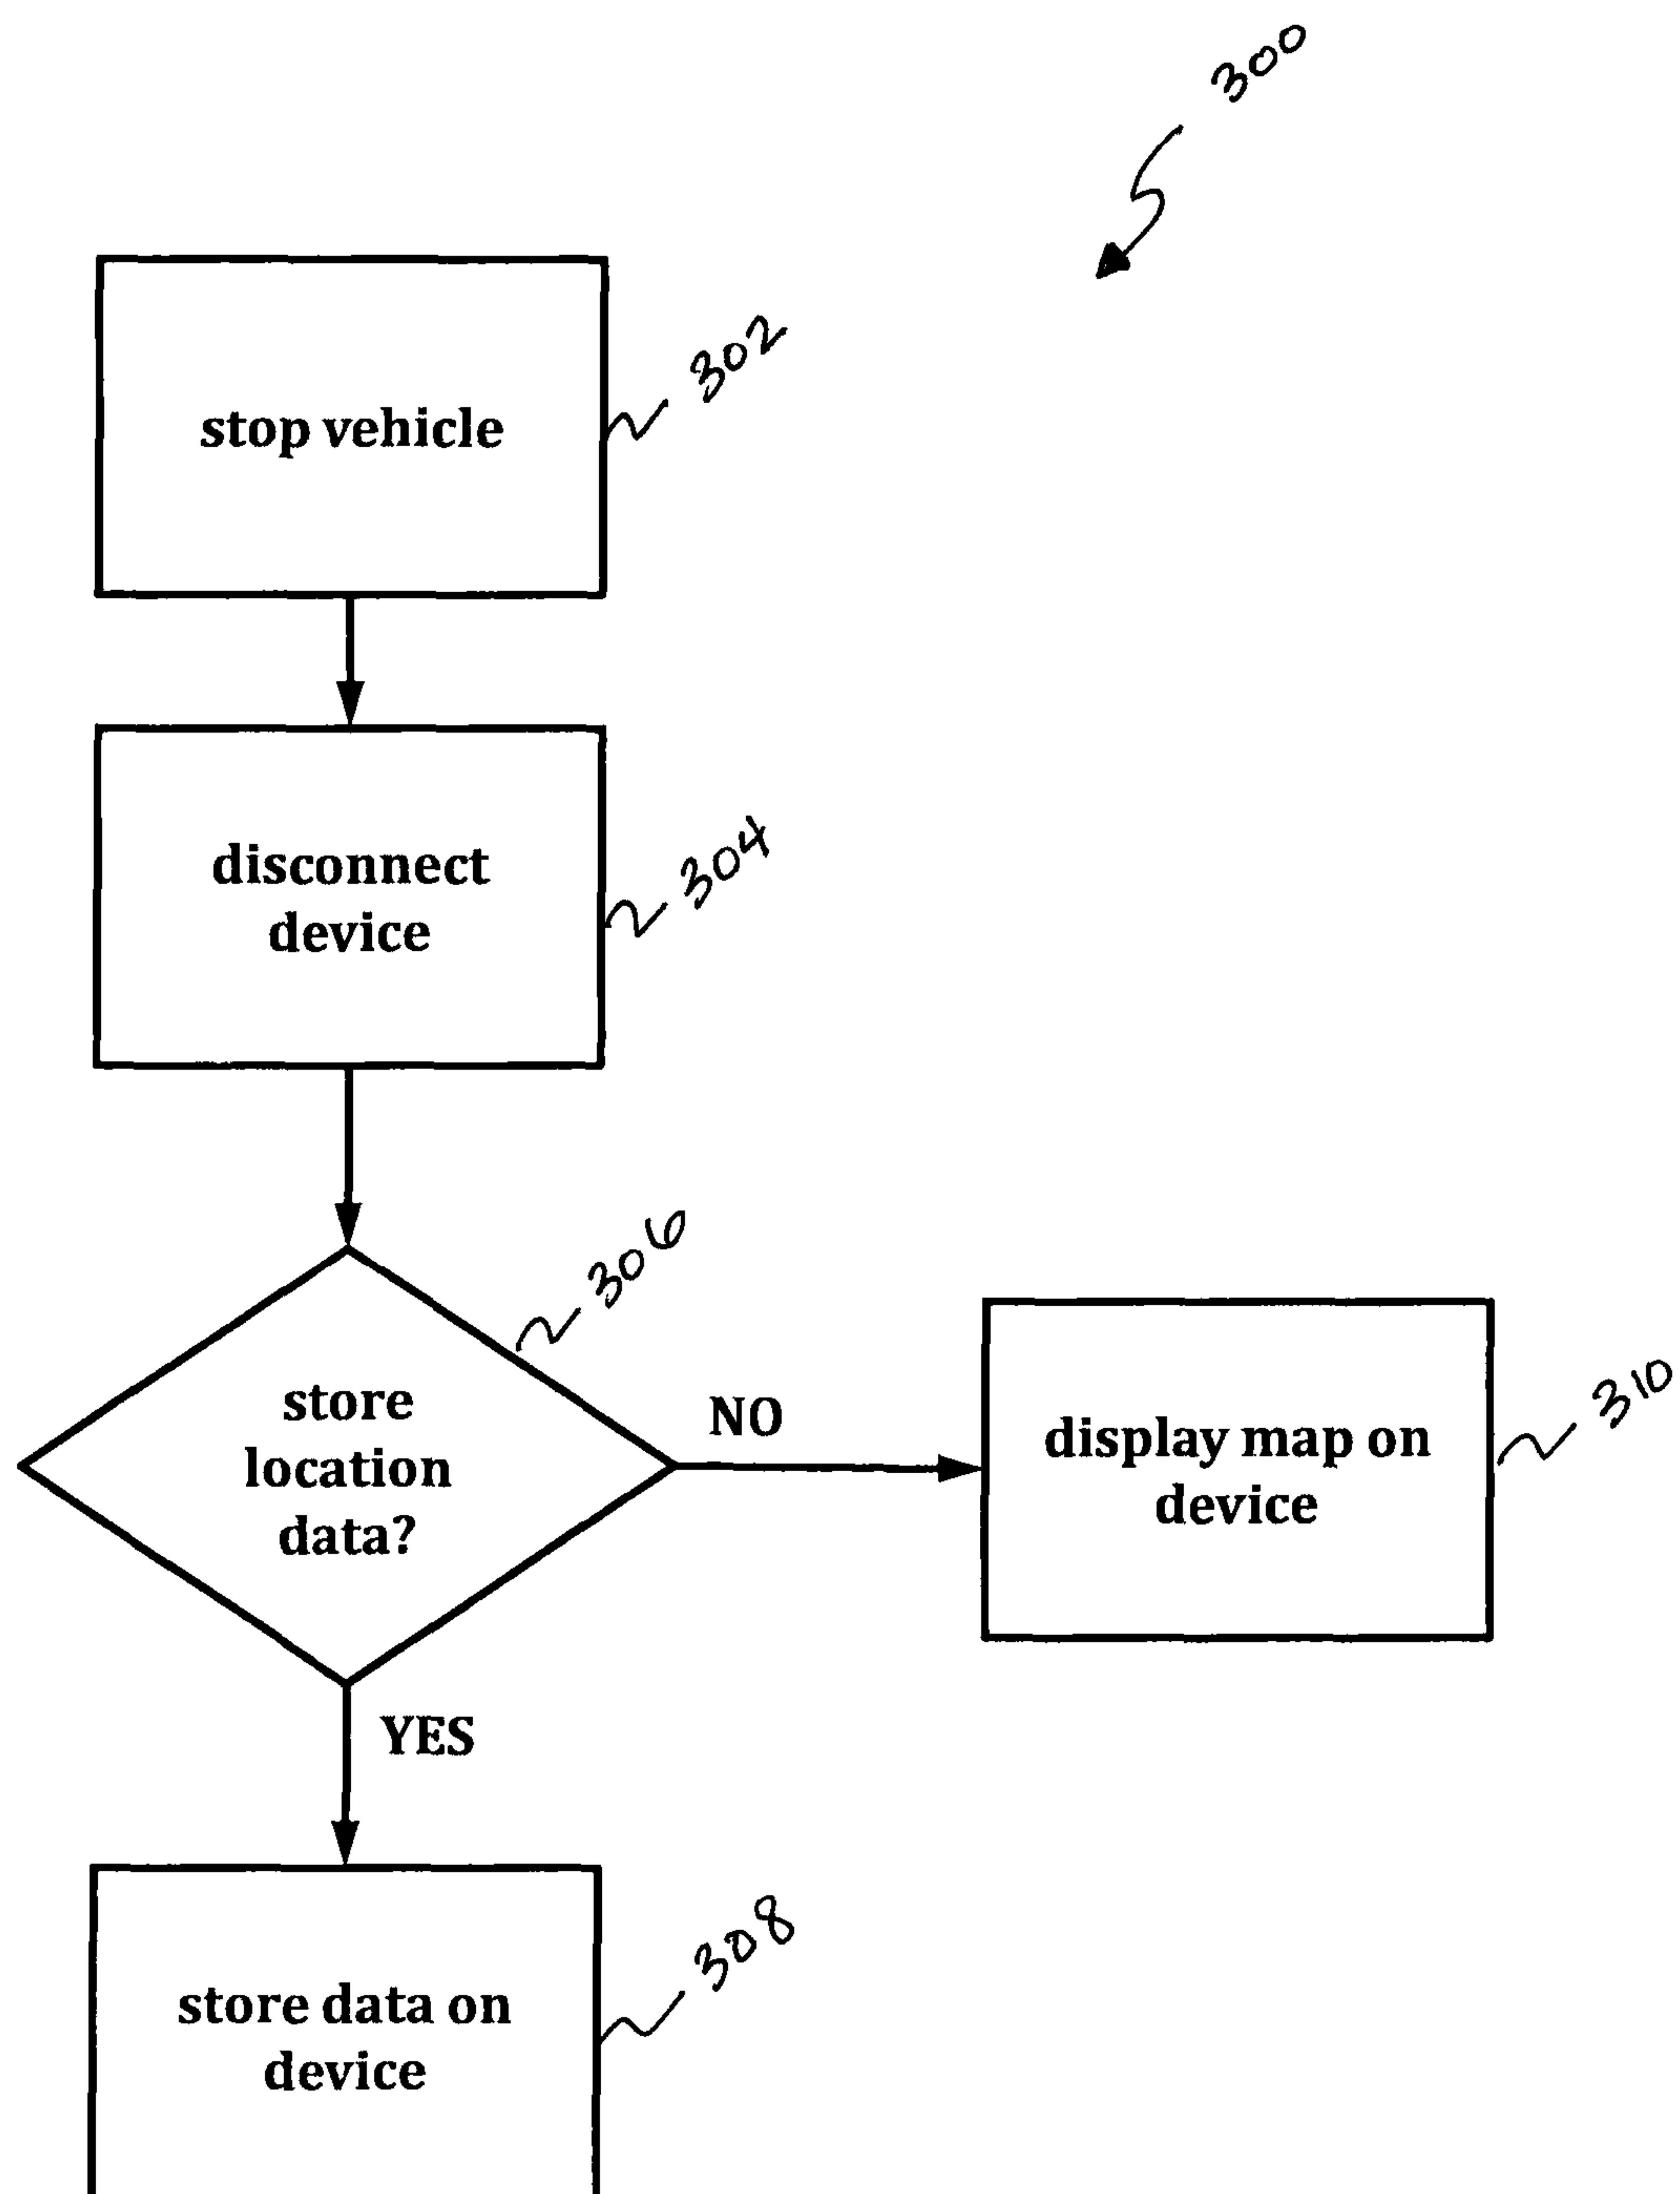 300
stop vehicle
302
disconnect
device
304
306
store
location
data?
NO
display map on
device
310
YES
store data on
device
308